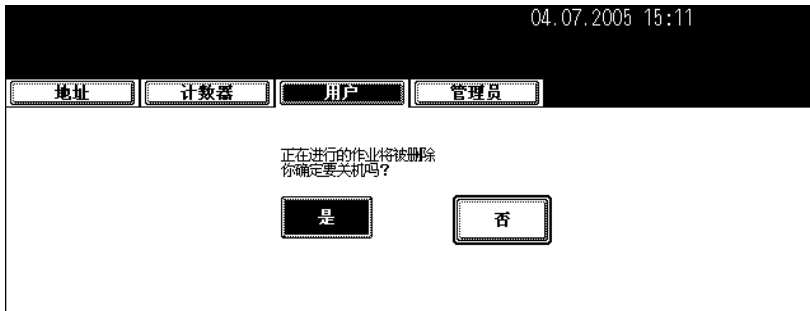 04.07.2005 15:11
地址 计数器 用户 管理员
正在进行的作业将被删除
你确定要关机吗?
是 否